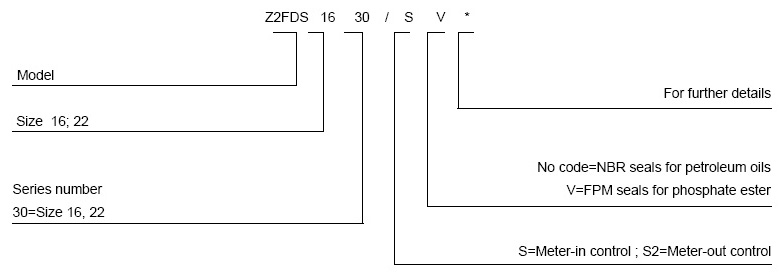 Z2FDS 16 30 / S V *
Model
For further details
Size 16; 22
No code=NBR seals for petroleum oils
Series number
V=FPM seals for phosphate ester
30=Size 16, 22
S=Meter-in control ; S2=Meter-out control